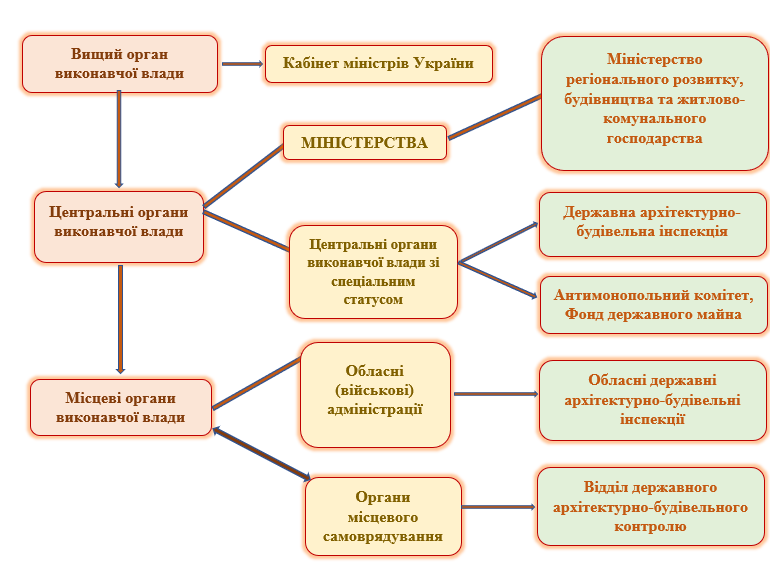 Вищий орган
виконавчої влади
Кабінет міністрів України
Міністерство
регіонального розвитку,
будівництва та житлово-
комунального
господарства
МІНІСТЕРСТВА
Центральні органи
виконавчої влади
Центральні органи
виконавчої влади зі
спеціальним
статусом
Державна архітектурно-
будівельна інспекція
Антимонопольний комітет,
Фонд державного майна
Місцеві органи
виконавчої влади
Обласні
(військові)
адміністрації
Обласні державні
архітектурно-будівельні
інспекції
Органи
місцевого
самоврядування
Відділ державного
архітектурно-будівельного
контролю